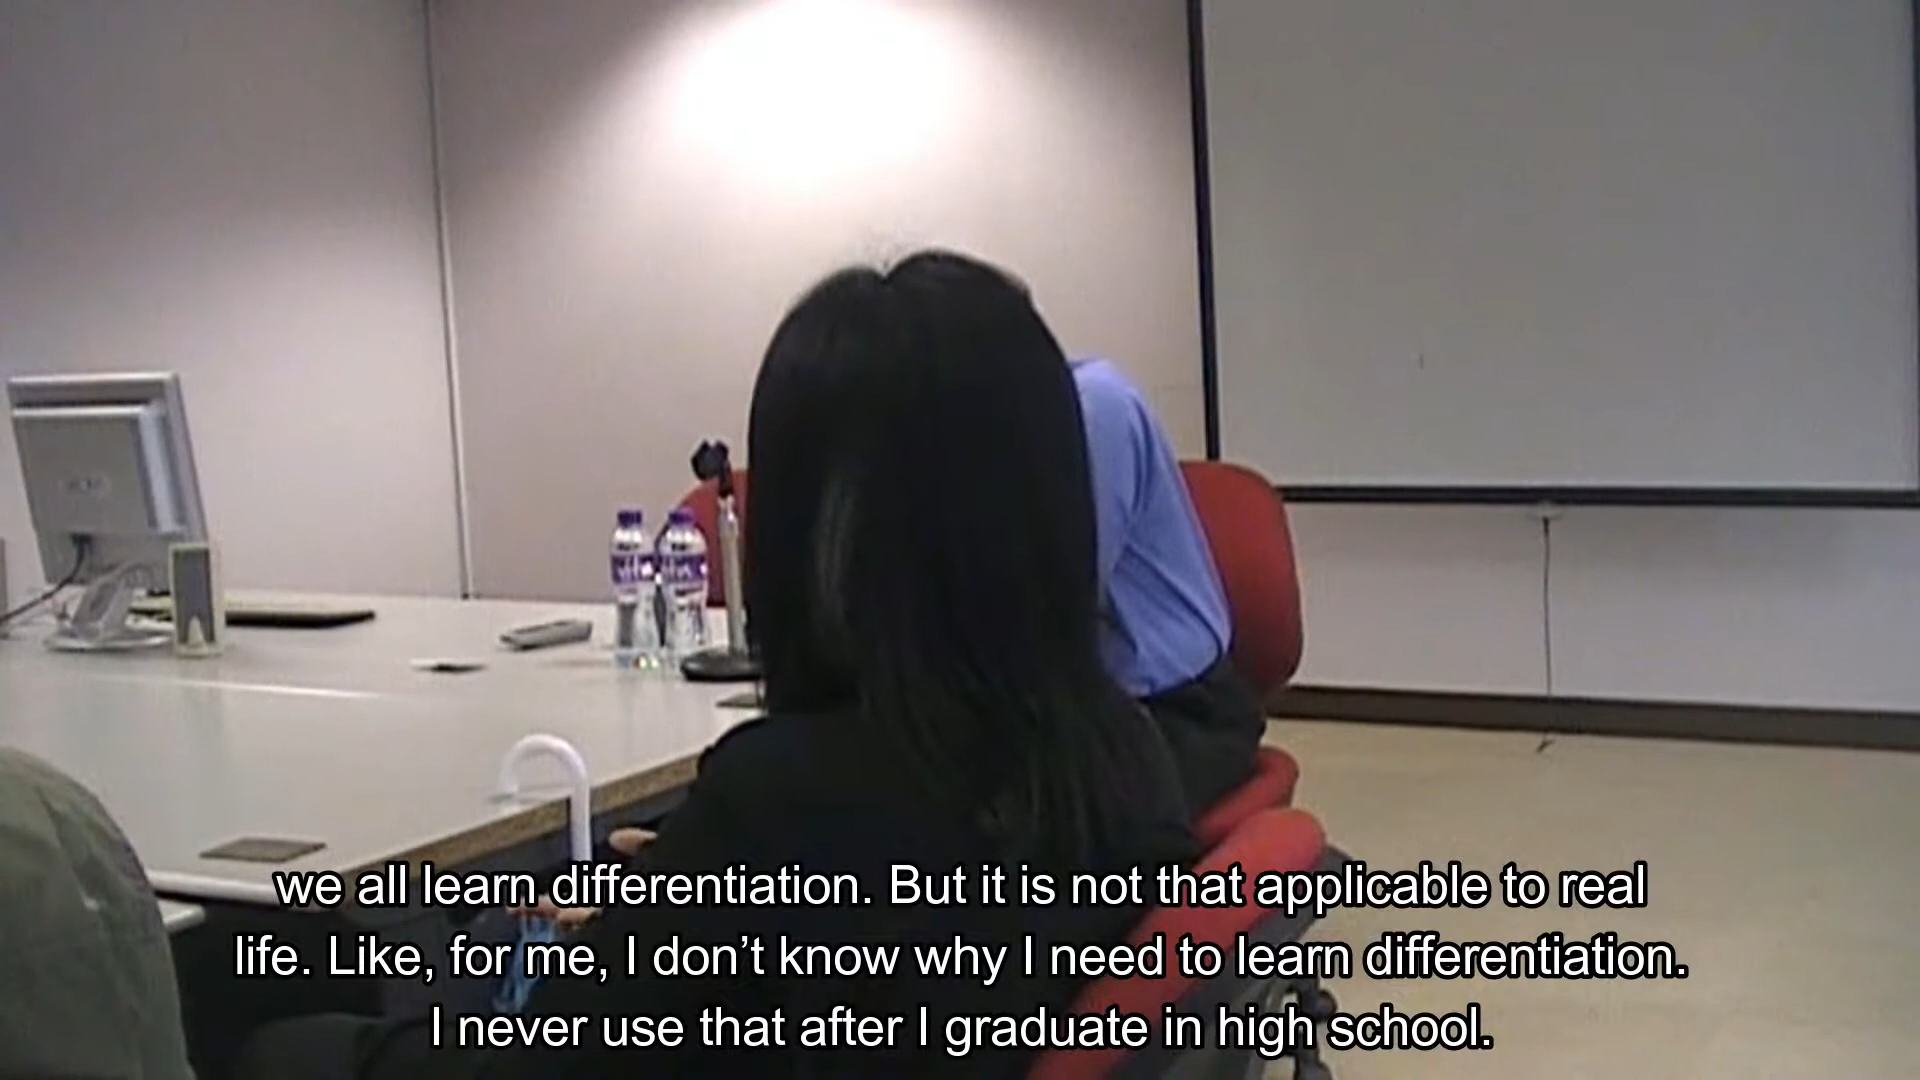 we all learn differentiation. But it is not that applicable to real
life. Like, for me, I don’t know why I need to learn differentiation.
I never use that after I graduate in high school.